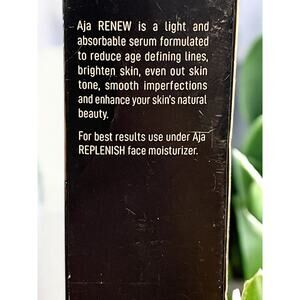 Aja RENEW is a light and
absorbable serum formulated
to reduce age defining lines,
brighten skin, even out skin
tone, smooth imperfections
and enhance your skin's natural
beauty.
For best results use under Aja
REPLENISH face moisturizer.